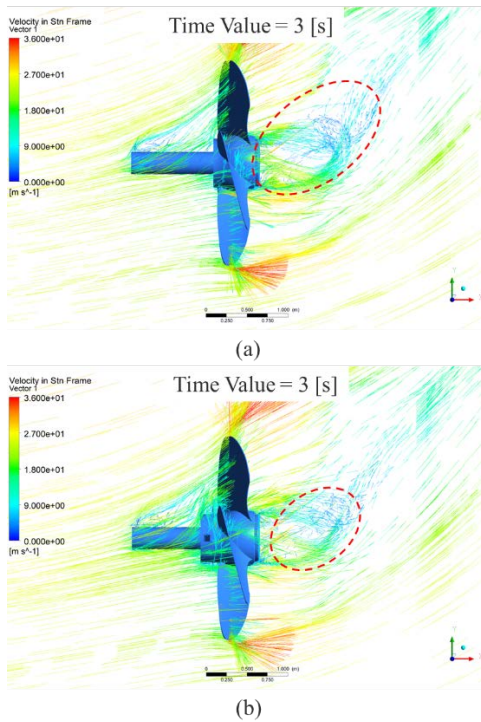 Velocity in Stn Frame
Vector 1
Time Value = 3 [s]
3.600e+01
2.700e+01
1.800e+01
9.000e+00
0.000e+00
[m s^-1]
0 0.500 1.000 (m)
0.250 0.750
Y
X
(a)
Velocity in Stn Frame
Vector 1
Time Value = 3 [s]
3.600e+01
2.700e+01
1.800e+01
9.000e+00
0.000e+00
[m s^-1]
0 0.500 1.000 (m)
0.250 0.750
Y
X
(b)